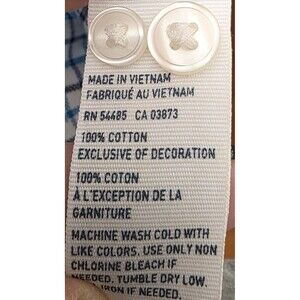 MADE IN VIETNAM
FABRIQUÉ AU VIETNAM
RN 54485 CA 03873
100% COTTON
EXCLUSIVE OF DECORATION
100% COTON
À L'EXCEPTION DE LA
GARNITURE
MACHINE WASH COLD WITH
LIKE COLORS. USE ONLY NON
CHLORINE BLEACH IF
NEEDED. TUMBLE DRY LOW.
IRON IF NEEDED.